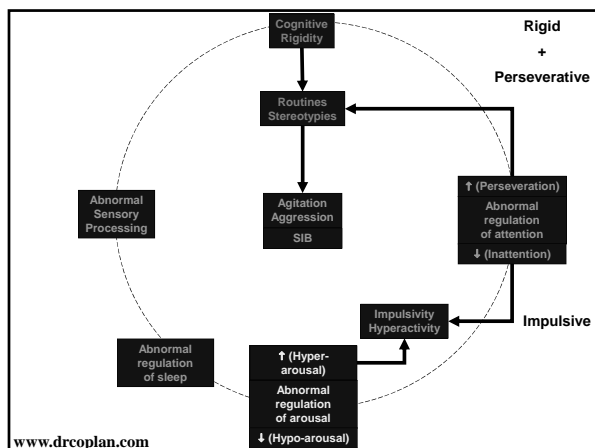 Cognitive
Rigidity
Rigid
+
Perseverative
Routines
Stereotypies
↑ (Perseveration)
Abnormal
regulation
of attention
↓ (Inattention)
Abnormal
Sensory
Processing
Agitation
Aggression
SIB
Impulsivity
Hyperactivity
Impulsive
Abnormal
regulation
of sleep
↑ (Hyper-
arousal)
Abnormal
regulation
of arousal
↓ (Hypo-arousal)
www.drcoplan.com